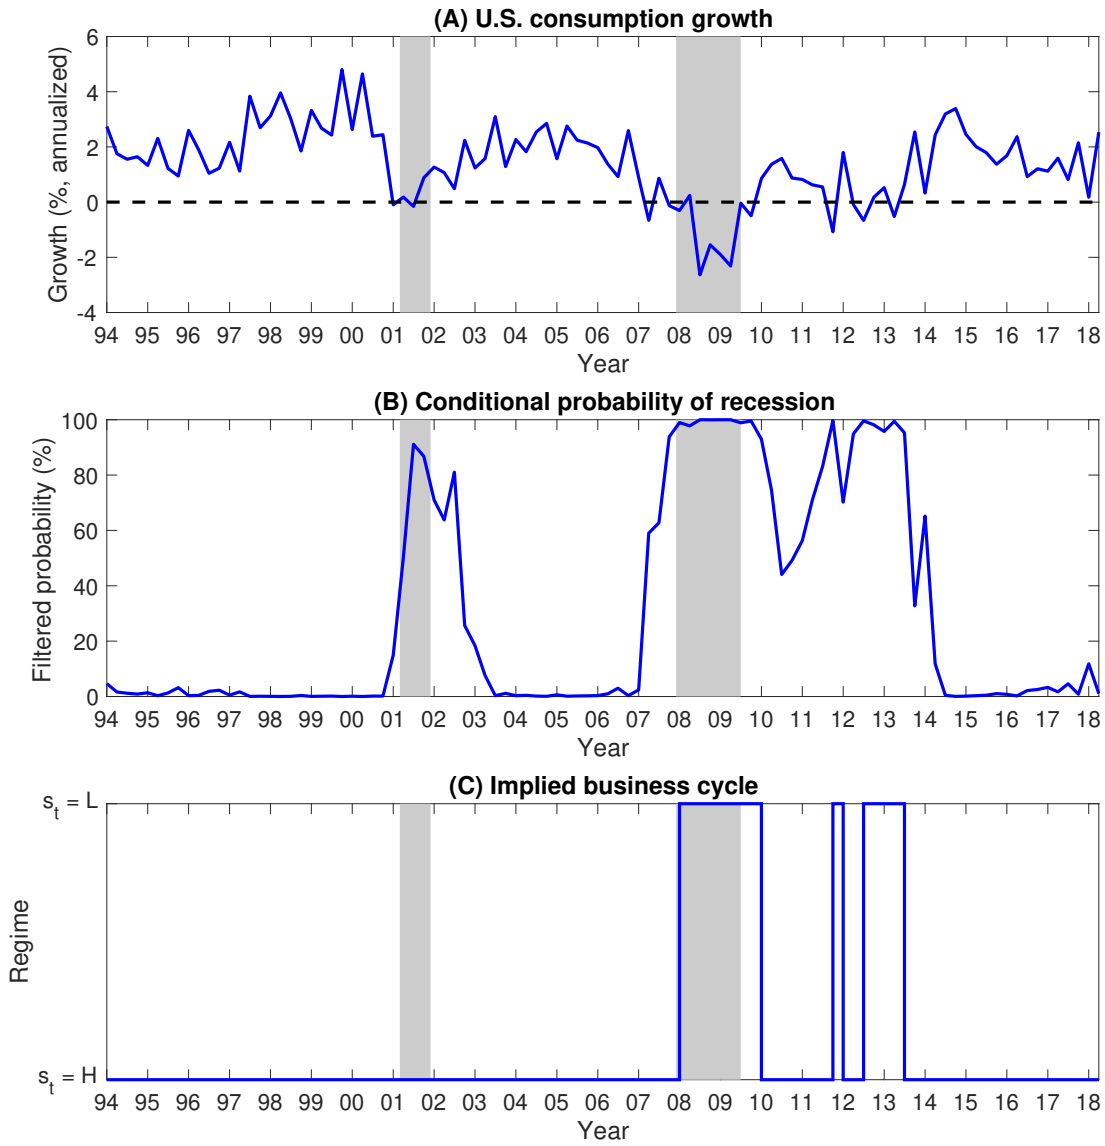 (A) U.S. consumption growth
Growth (%, annualized)
6
4
2
0
-2
-4
94 95 96 97 98 99 00 01 02 03 04 05 06 07 08 09 10 11 12 13 14 15 16 17 18
Year
(B) Conditional probability of recession
Filtered probability (%)
100
80
60
40
20
0
94 95 96 97 98 99 00 01 02 03 04 05 06 07 08 09 10 11 12 13 14 15 16 17 18
Year
(C) Implied business cycle
Regime
s_t = L
s_t = H
94 95 96 97 98 99 00 01 02 03 04 05 06 07 08 09 10 11 12 13 14 15 16 17 18
Year